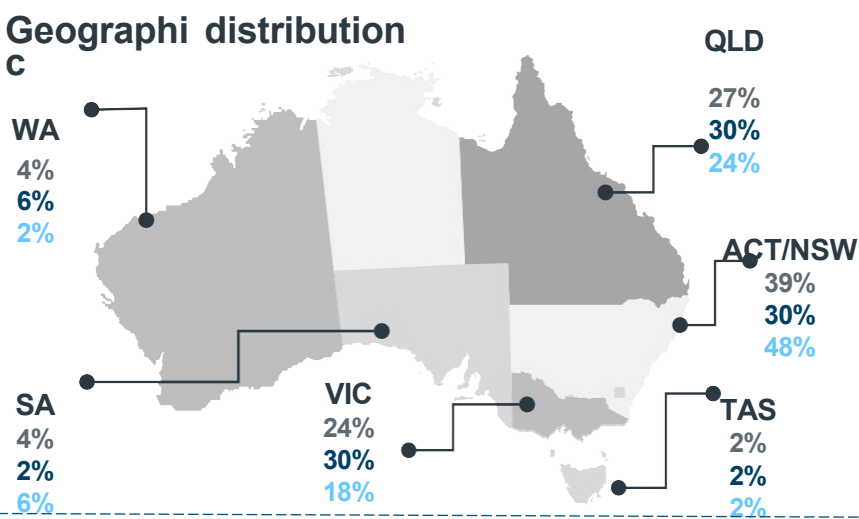 Geographi distribution
c
QLD
27%
30%
24%
WA
4%
6%
2%
ACT/NSW
39%
30%
48%
SA
4%
2%
6%
VIC
24%
30%
18%
TAS
2%
2%
2%